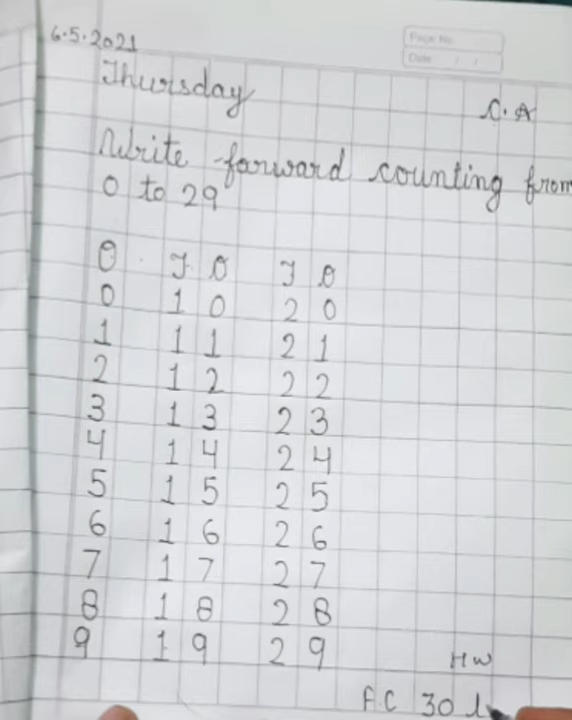 6.5.2021
Page No.
Date / /
Thursday
C.A
Write forward counting from
0 to 29
O T O T O
0 1 0 2 0
1 1 1 2 1
2 1 2 2 2
3 1 3 2 3
4 1 4 2 4
5 1 5 2 5
6 1 6 2 6
7 1 7 2 7
8 1 8 2 8
9 1 9 2 9
HW
F.C 30